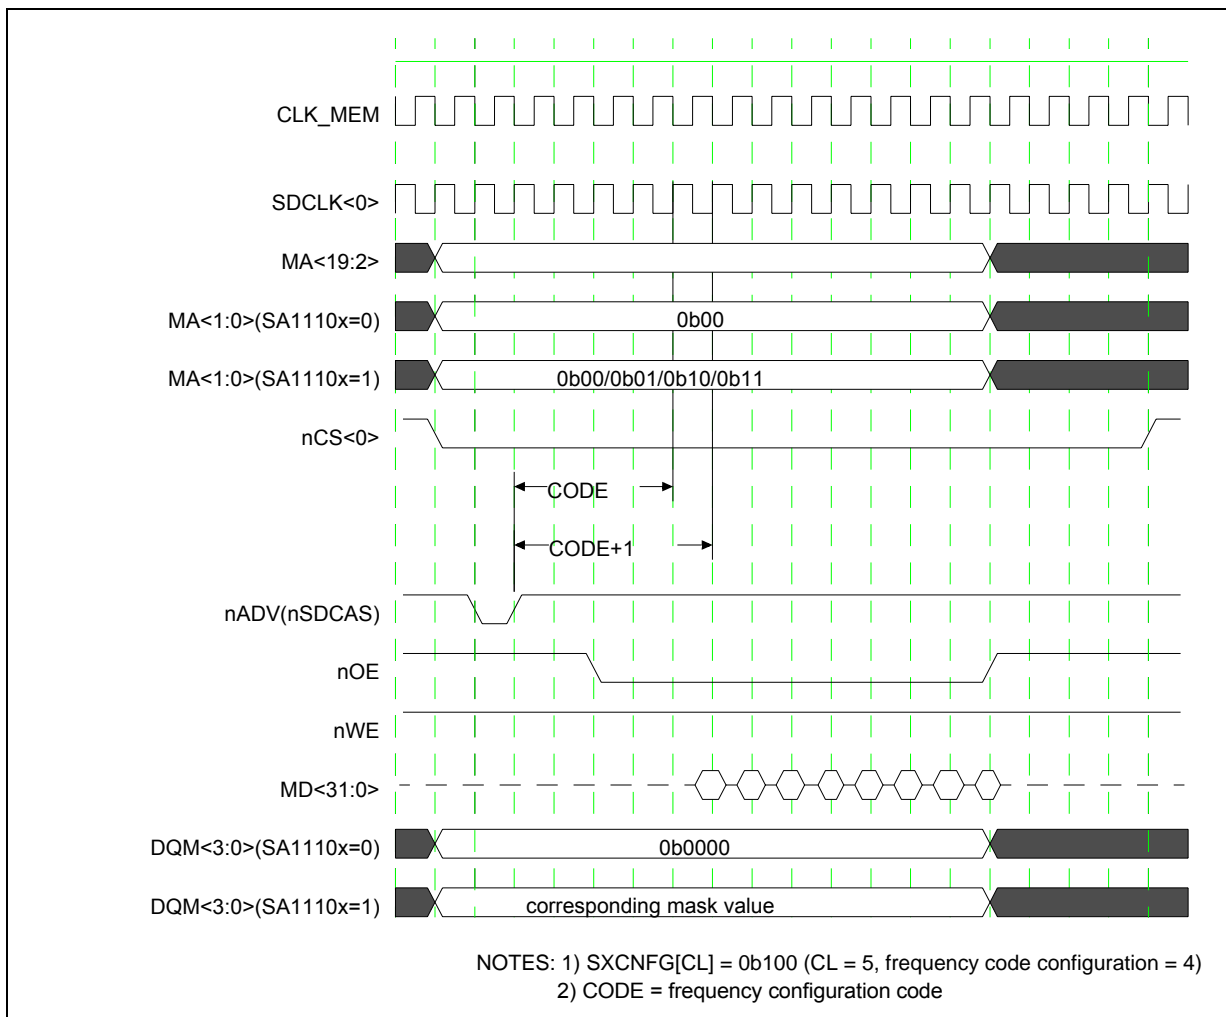 CLK_MEM
SDCLK<0>
MA<19:2>
MA<1:0>(SA1110x=0)
0b00
MA<1:0>(SA1110x=1)
0b00/0b01/0b10/0b11
nCS<0>
CODE
CODE+1
nADV(nSDCAS)
nOE
nWE
MD<31:0>
DQM<3:0>(SA1110x=0)
0b0000
DQM<3:0>(SA1110x=1)
corresponding mask value
NOTES: 1) SXCNFG[CL] = 0b100 (CL = 5, frequency code configuration = 4)
2) CODE = frequency configuration code